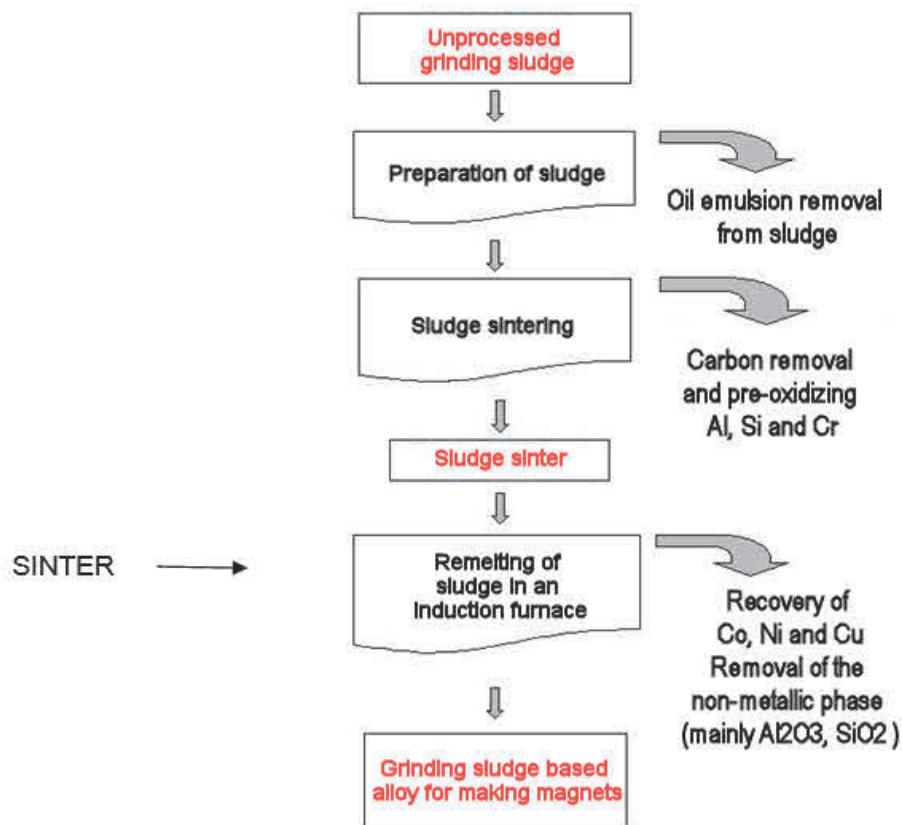 Unprocessed
grinding sludge
Preparation of sludge
Oil emulsion removal
from sludge
Sludge sintering
Carbon removal
and pre-oxidizing
Al, Si and Cr
Sludge sinter
SINTER
Remelting of
sludge in an
induction furnace
Recovery of
Co, Ni and Cu
Removal of the
non-metallic phase
(mainly Al2O3, SiO2 )
Grinding sludge based
alloy for making magnets